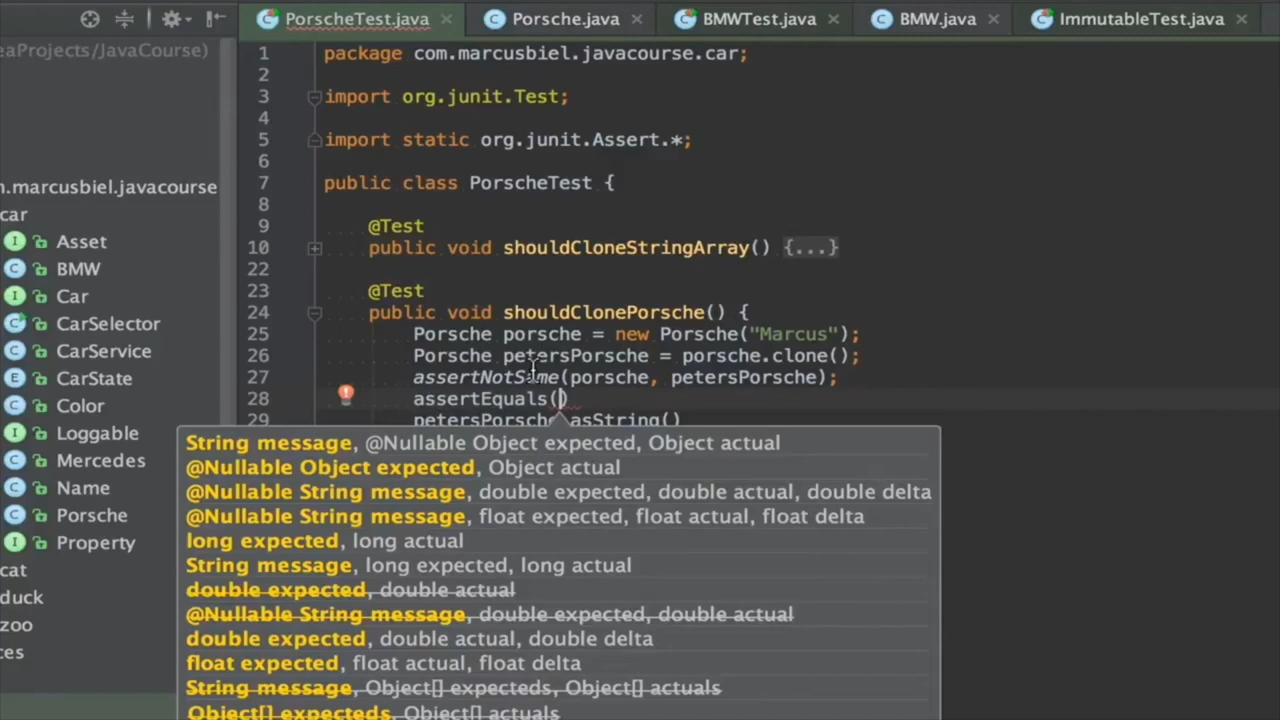 PorscheTest.java Porsche.java BMWTest.java BMW.java ImmutableTest.java
eaProjects/JavaCourse)
n.marcusbiel.javacourse
car
I Asset
C BMW
I Car
C CarSelector
C CarService
E CarState
C Color
I Loggable
C Mercedes
C Name
C Porsche
I Property
cat
duck
zoo
ces
1 package com.marcusbiel.javacourse.car;
2
3 import org.junit.Test;
4
5 import static org.junit.Assert.*;
6
7 public class PorscheTest {
8
9 @Test
10 public void shouldCloneStringArray() {...}
22
23 @Test
24 public void shouldClonePorsche() {
25 Porsche porsche = new Porsche("Marcus");
26 Porsche petersPorsche = porsche.clone();
27 assertNotSame(porsche, petersPorsche);
28 assertEquals()
29 petersPorsche.asString()
String message, @Nullable Object expected, Object actual
@Nullable Object expected, Object actual
@Nullable String message, double expected, double actual, double delta
@Nullable String message, float expected, float actual, float delta
long expected, long actual
String message, long expected, long actual
double expected, double actual
@Nullable String message, double expected, double actual
double expected, double actual, double delta
float expected, float actual, float delta
String message, Object[] expecteds, Object[] actuals
Object[] expecteds, Object[] actuals